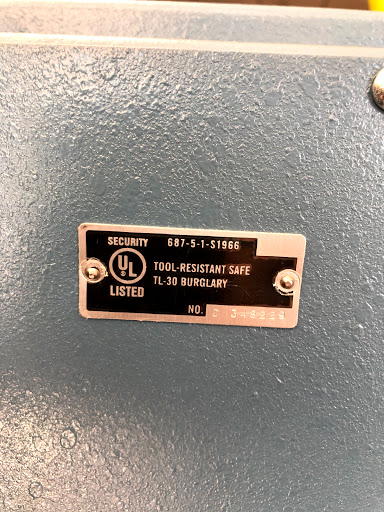 SECURITY 687-5-1-S1966
UL
LISTED
TOOL-RESISTANT SAFE
TL-30 BURGLARY
NO.